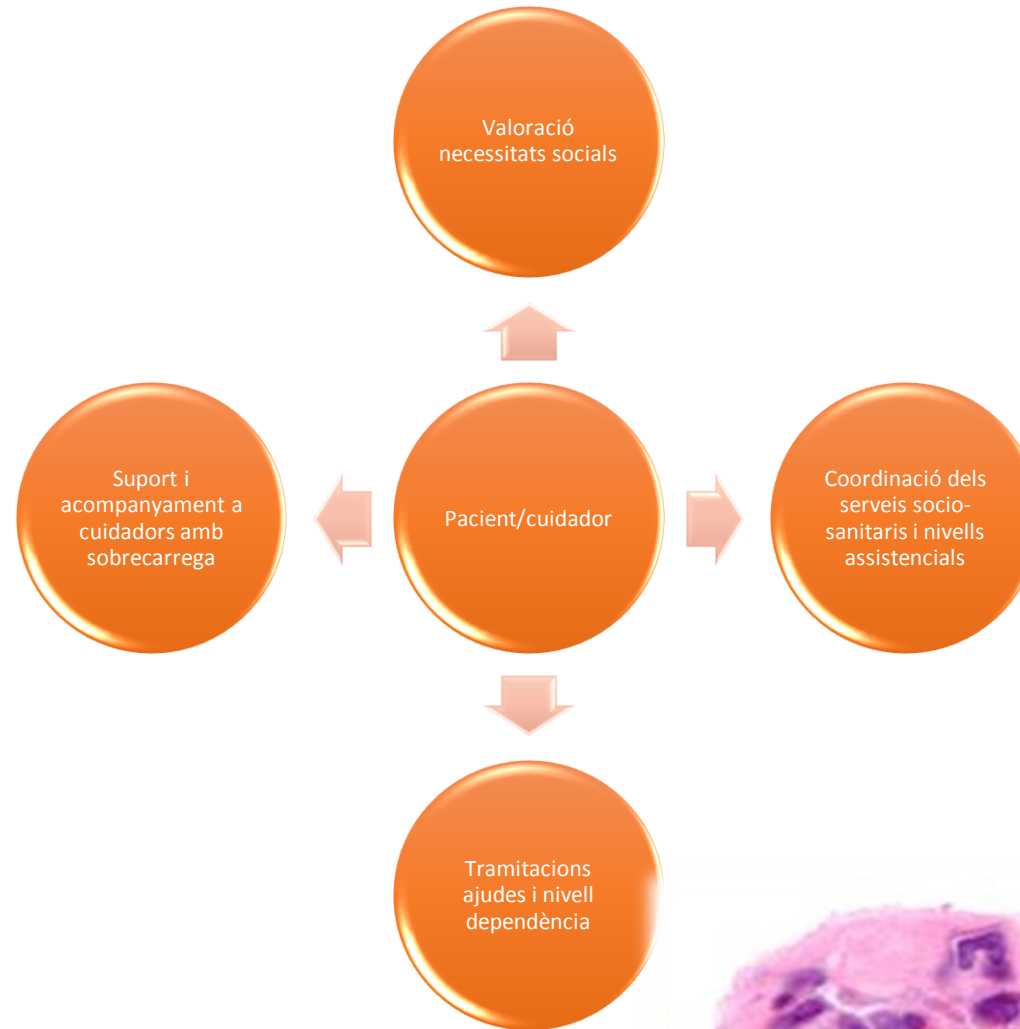 Valoració
necessitats socials
Suport i
acompanyament a
cuidadors amb
sobrecarrega
Pacient/cuidador
Coordinació dels
serveis socio-
sanitaris i nivells
assistencials
Tramitacions
ajudes i nivell
dependència